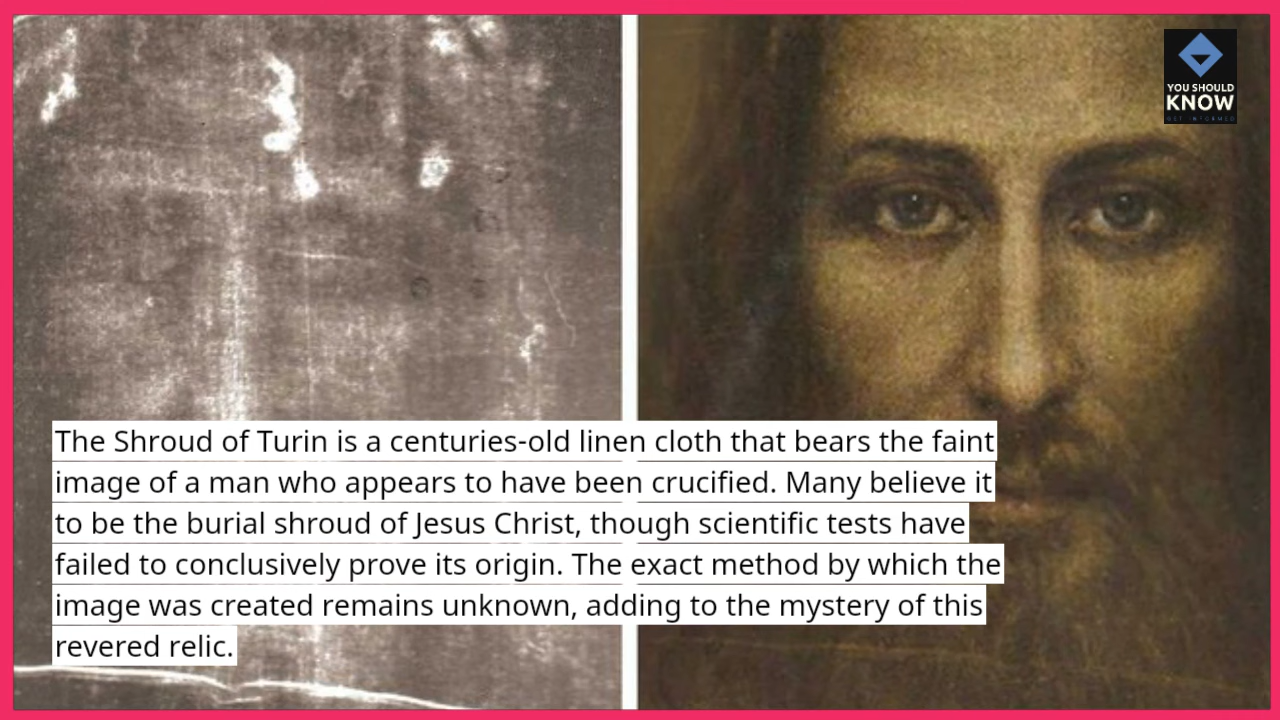 YOU SHOULD
KNOW
GET INFORMED
The Shroud of Turin is a centuries-old linen cloth that bears the faint
image of a man who appears to have been crucified. Many believe it
to be the burial shroud of Jesus Christ, though scientific tests have
failed to conclusively prove its origin. The exact method by which the
image was created remains unknown, adding to the mystery of this
revered relic.